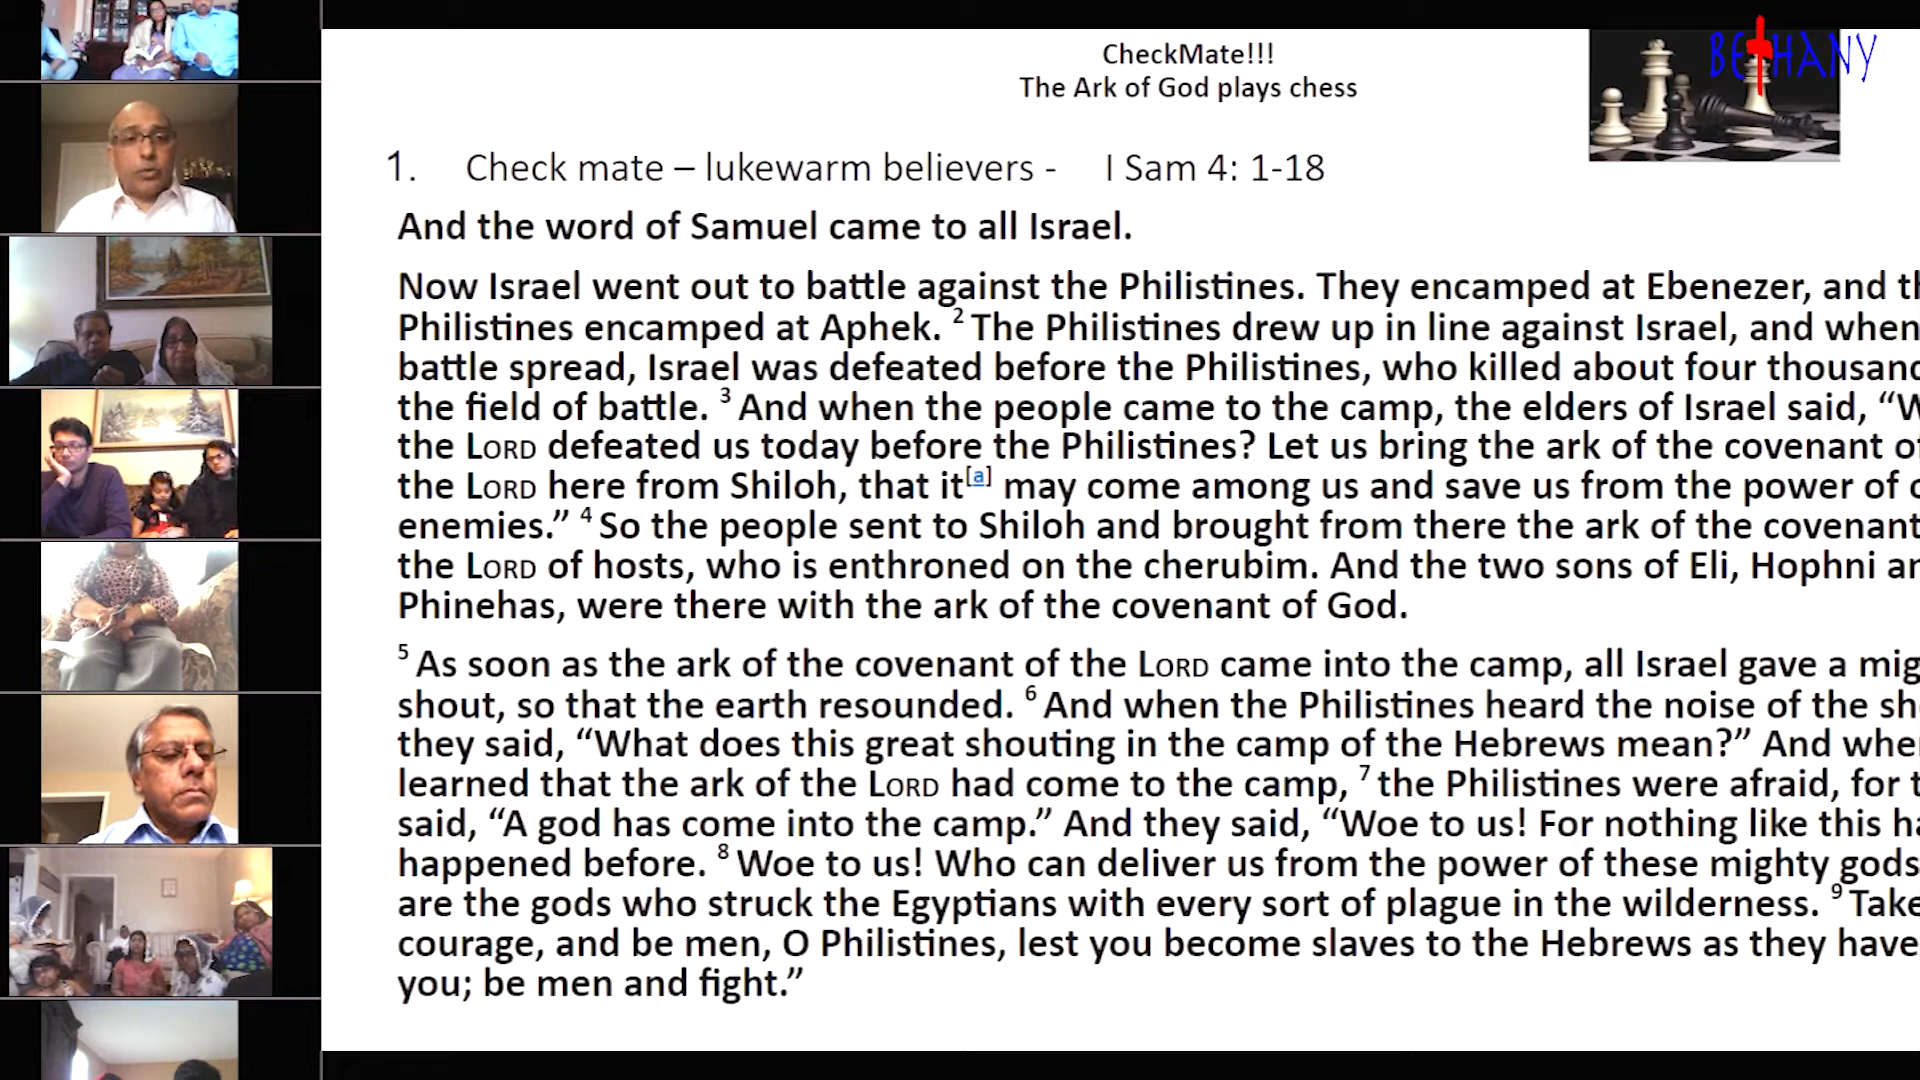 CheckMate!!!
The Ark of God plays chess
BETHANY
1. Check mate – lukewarm believers - I Sam 4: 1-18
And the word of Samuel came to all Israel.
Now Israel went out to battle against the Philistines. They encamped at Ebenezer, and
Philistines encamped at Aphek. 2 The Philistines drew up in line against Israel, and when
battle spread, Israel was defeated before the Philistines, who killed about four thousand
the field of battle. 3 And when the people came to the camp, the elders of Israel said, “
the LORD defeated us today before the Philistines? Let us bring the ark of the covenant of
the LORD here from Shiloh, that it[a] may come among us and save us from the power of
enemies.” 4 So the people sent to Shiloh and brought from there the ark of the covenant
the LORD of hosts, who is enthroned on the cherubim. And the two sons of Eli, Hophni
Phinehas, were there with the ark of the covenant of God.
5 As soon as the ark of the covenant of the LORD came into the camp, all Israel gave a
shout, so that the earth resounded. 6 And when the Philistines heard the noise of the
they said, “What does this great shouting in the camp of the Hebrews mean?” And
learned that the ark of the LORD had come to the camp, 7 the Philistines were afraid, for
said, “A god has come into the camp.” And they said, “Woe to us! For nothing like this
happened before. 8 Woe to us! Who can deliver us from the power of these mighty gods
are the gods who struck the Egyptians with every sort of plague in the wilderness. 9 Take
courage, and be men, O Philistines, lest you become slaves to the Hebrews as they have
you; be men and fight.”